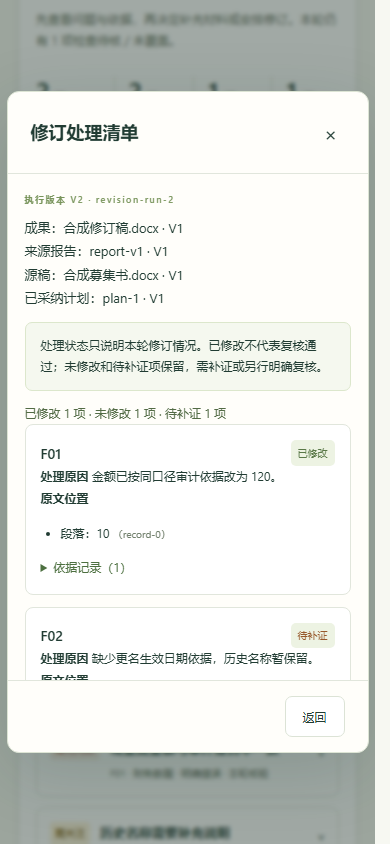 修订处理清单
×
执行版本 V2 · revision-run-2
成果：合成修订稿.docx · V1
来源报告：report-v1 · V1
源稿：合成募集书.docx · V1
已采纳计划：plan-1 · V1
处理状态只说明本轮修订情况。已修改不代表复核通
过；未修改和待补证项保留，需补证或另行明确复核。
已修改 1 项 · 未修改 1 项 · 待补证 1 项
F01
已修改
处理原因 金额已按同口径审计依据改为 120。
原文位置
• 段落：10 （record-0）
▶ 依据记录（1）
F02
待补证
处理原因 缺少更名生效日期依据，历史名称暂保留。
原文位置
返回